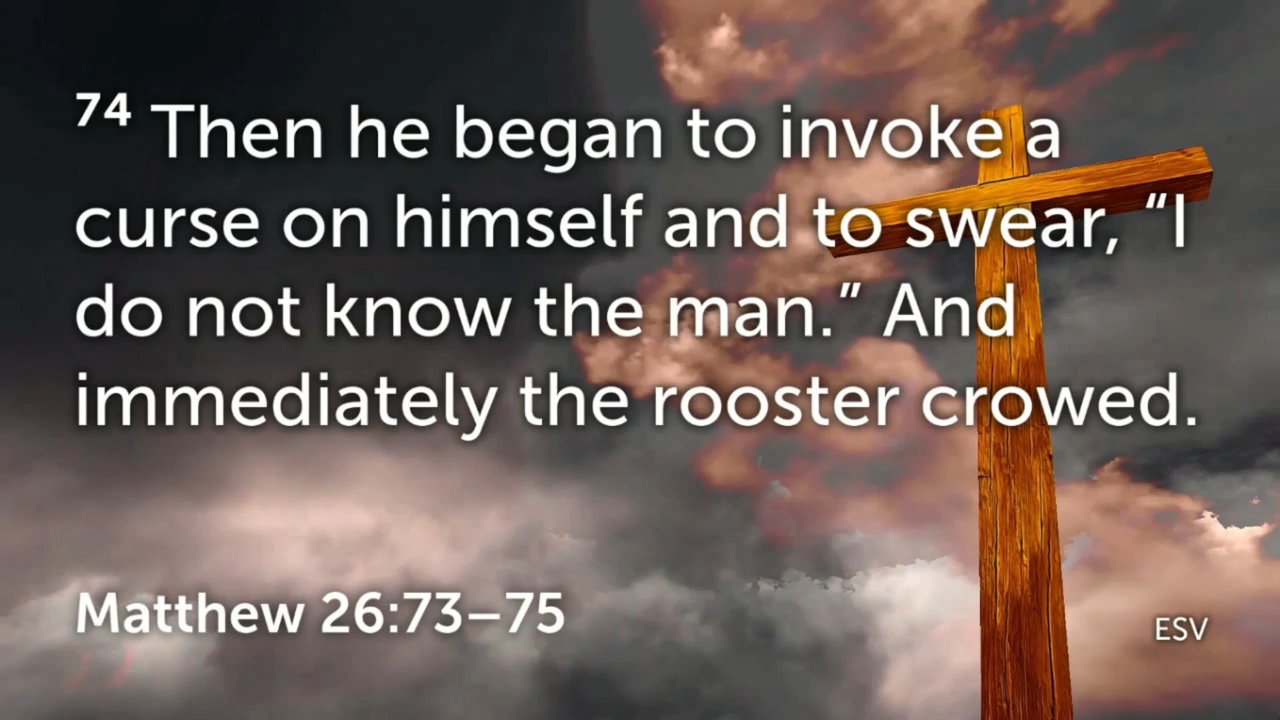 74 Then he began to invoke a
curse on himself and to swear, “I
do not know the man.” And
immediately the rooster crowed.
Matthew 26:73–75
ESV